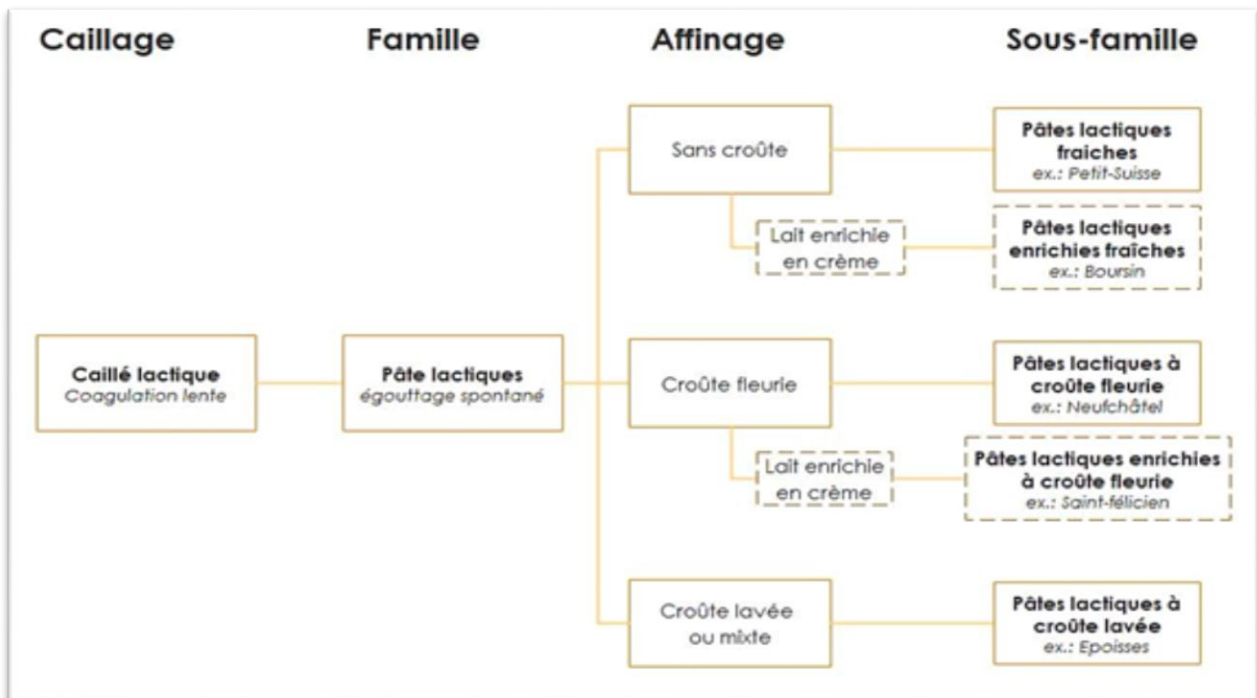 Caillage
Famille
Affinage
Sous-famille
Caillé lactique
Coagulation lente
Pâte lactiques
égouttage spontané
Sans croûte
Pâtes lactiques
fraiches
ex.: Petit-Suisse
Lait enrichie
en crème
Pâtes lactiques
enrichies fraîches
ex.: Boursin
Croûte fleurie
Pâtes lactiques à
croûte fleurie
ex.: Neufchâtel
Lait enrichie
en crème
Pâtes lactiques enrichies
à croûte fleurie
ex.: Saint-félicien
Croûte lavée
ou mixte
Pâtes lactiques à
croûte lavée
ex.: Epoisses